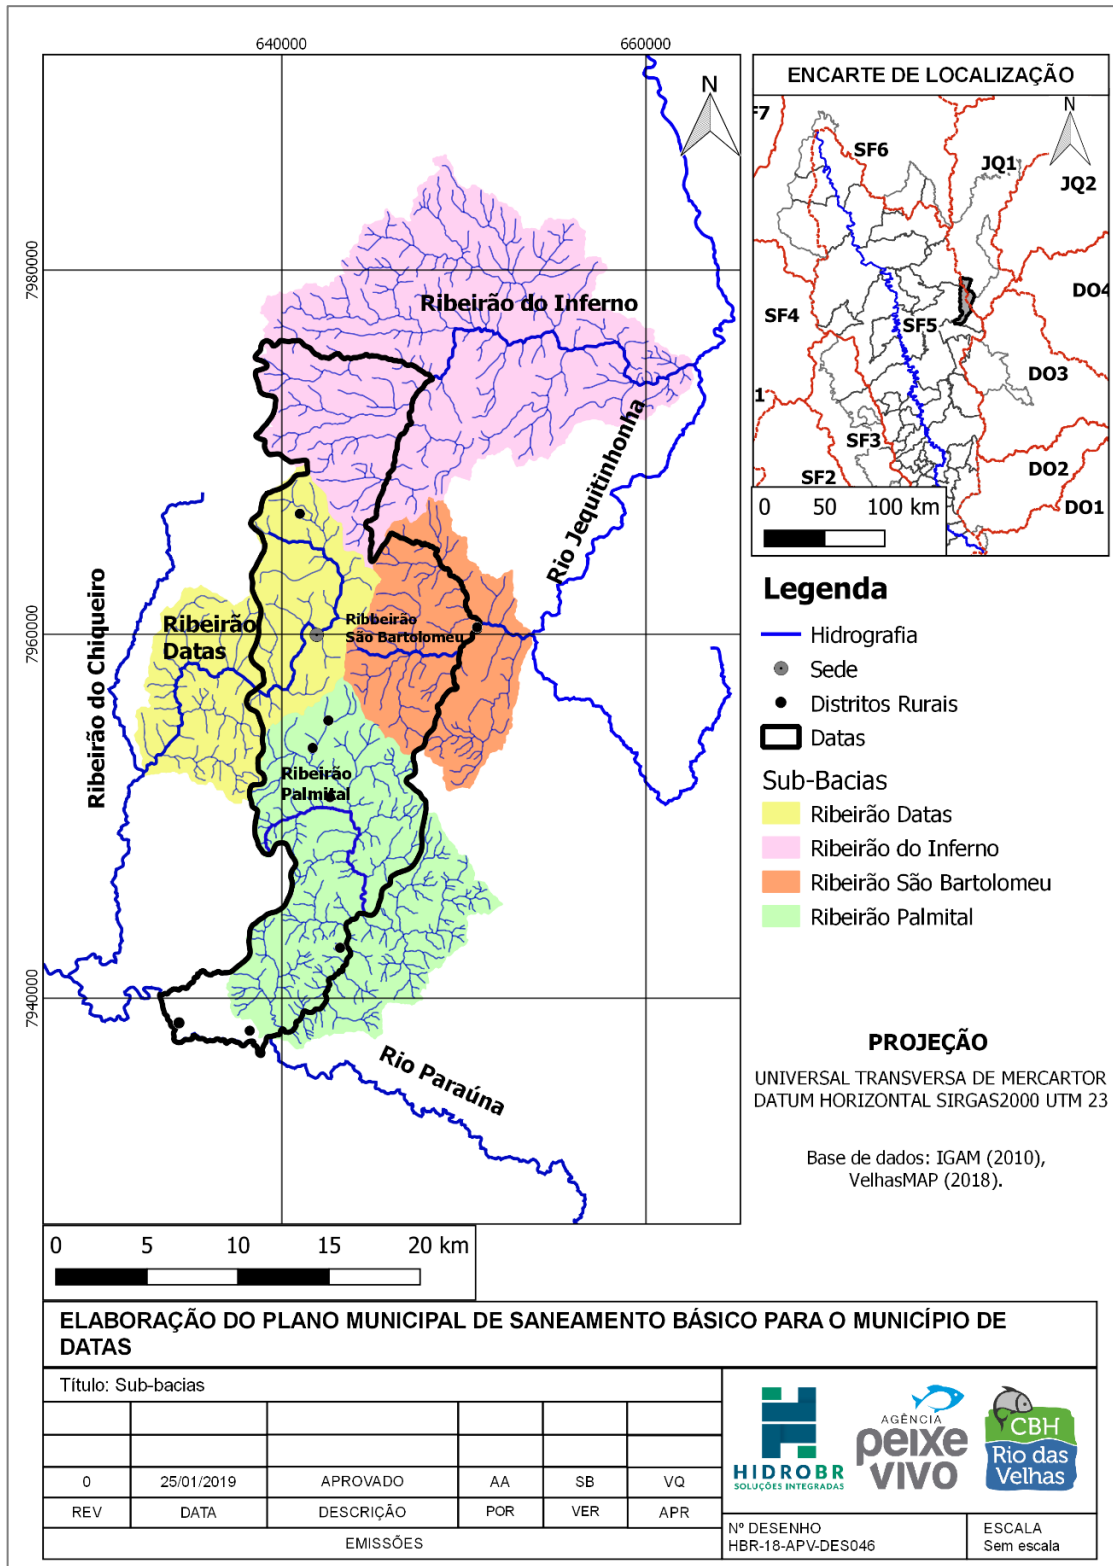 640000
660000
7980000
7960000
7940000
N
Ribeirão do Inferno
Rio Jequitinhonha
Ribeirão do Chiqueiro
Ribeirão
Datas
Ribbeirão
São Bartolomeu
Ribeirão
Palmital
Rio Paraúna
0 5 10 15 20 km
ENCARTE DE LOCALIZAÇÃO
N
F7
SF6
JQ1
JQ2
DO4
SF4
SF5
DO3
1
SF3
SF2
DO2
DO1
0 50 100 km
Legenda
Hidrografia
Sede
Distritos Rurais
Datas
Sub-Bacias
Ribeirão Datas
Ribeirão do Inferno
Ribeirão São Bartolomeu
Ribeirão Palmital
PROJEÇÃO
UNIVERSAL TRANSVERSA DE MERCARTOR
DATUM HORIZONTAL SIRGAS2000 UTM 23
Base de dados: IGAM (2010),
VelhasMAP (2018).
ELABORAÇÃO DO PLANO MUNICIPAL DE SANEAMENTO BÁSICO PARA O MUNICÍPIO DE
DATAS
Título: Sub-bacias
0 25/01/2019 APROVADO AA SB VQ
REV DATA DESCRIÇÃO POR VER APR
EMISSÕES
HIDROBR
SOLUÇÕES INTEGRADAS
AGÊNCIA
peixe
VIVO
CBH
Rio das
Velhas
Nº DESENHO
HBR-18-APV-DES046
ESCALA
Sem escala